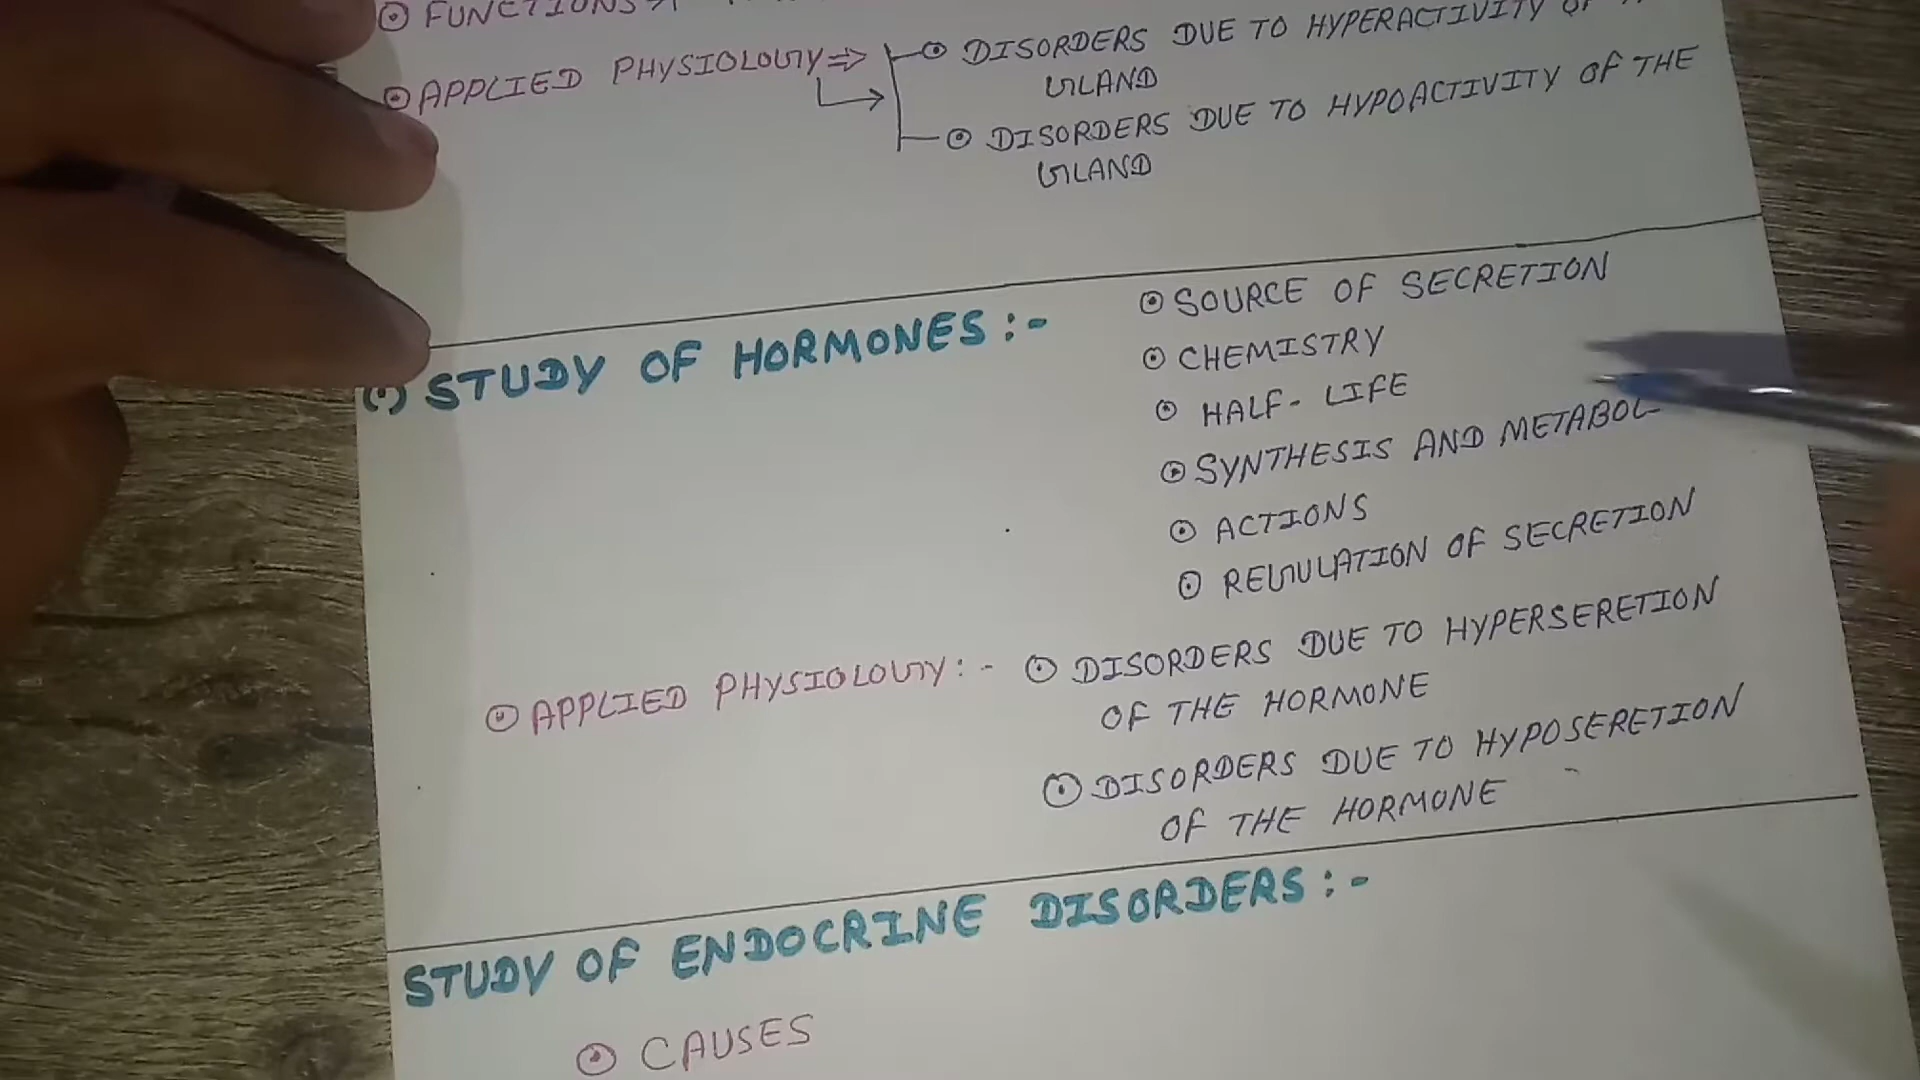 FUNCTIONS
APPLIED PHYSIOLOGY ⇒
DISORDERS DUE TO HYPERACTIVITY OF
GLAND
DISORDERS DUE TO HYPOACTIVITY OF THE
GLAND
STUDY OF HORMONES :-
SOURCE OF SECRETION
CHEMISTRY
HALF- LIFE
SYNTHESIS AND METABOL
ACTIONS
REGULATION OF SECRETION
APPLIED PHYSIOLOGY : -
DISORDERS DUE TO HYPERSERETION
OF THE HORMONE
DISORDERS DUE TO HYPOSERETION
OF THE HORMONE
STUDY OF ENDOCRINE DISORDERS :-
CAUSES